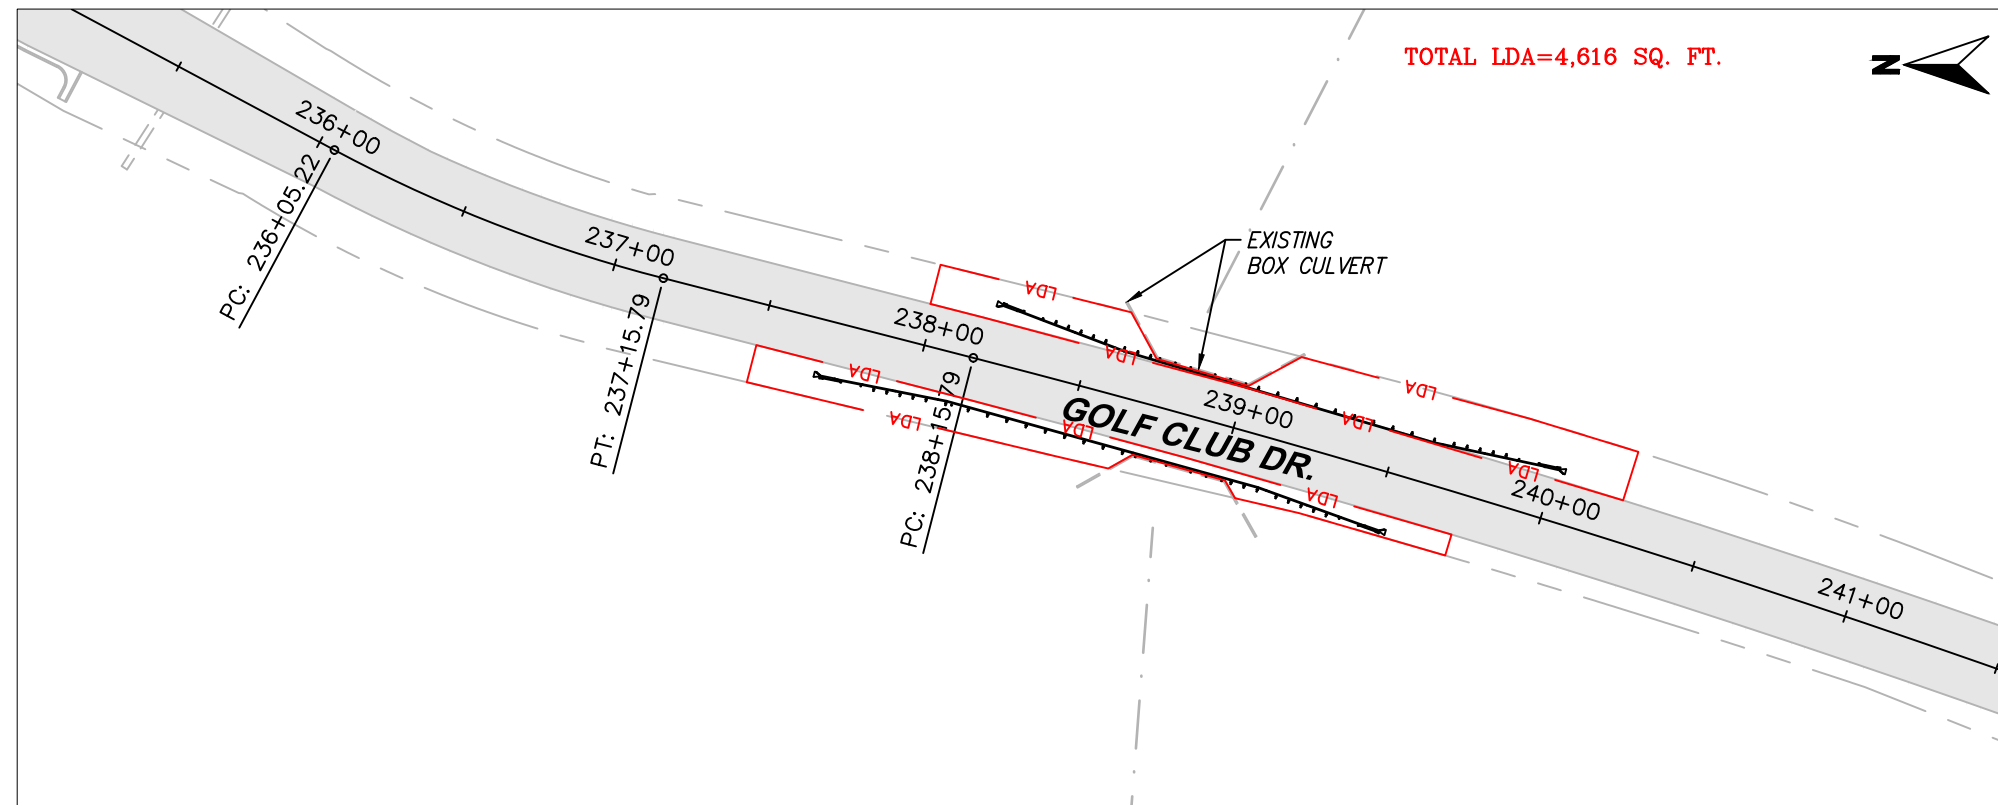 TOTAL LDA=4,616 SQ. FT.
N
236+00
PC: 236+05.22
237+00
PT: 237+15.79
EXISTING
BOX CULVERT
LDA
238+00
LDA
LDA
LDA
LDA
PC: 238+15.79
239+00
LDA
LDA
GOLF CLUB DR.
LDA
LDA
LDA
240+00
241+00